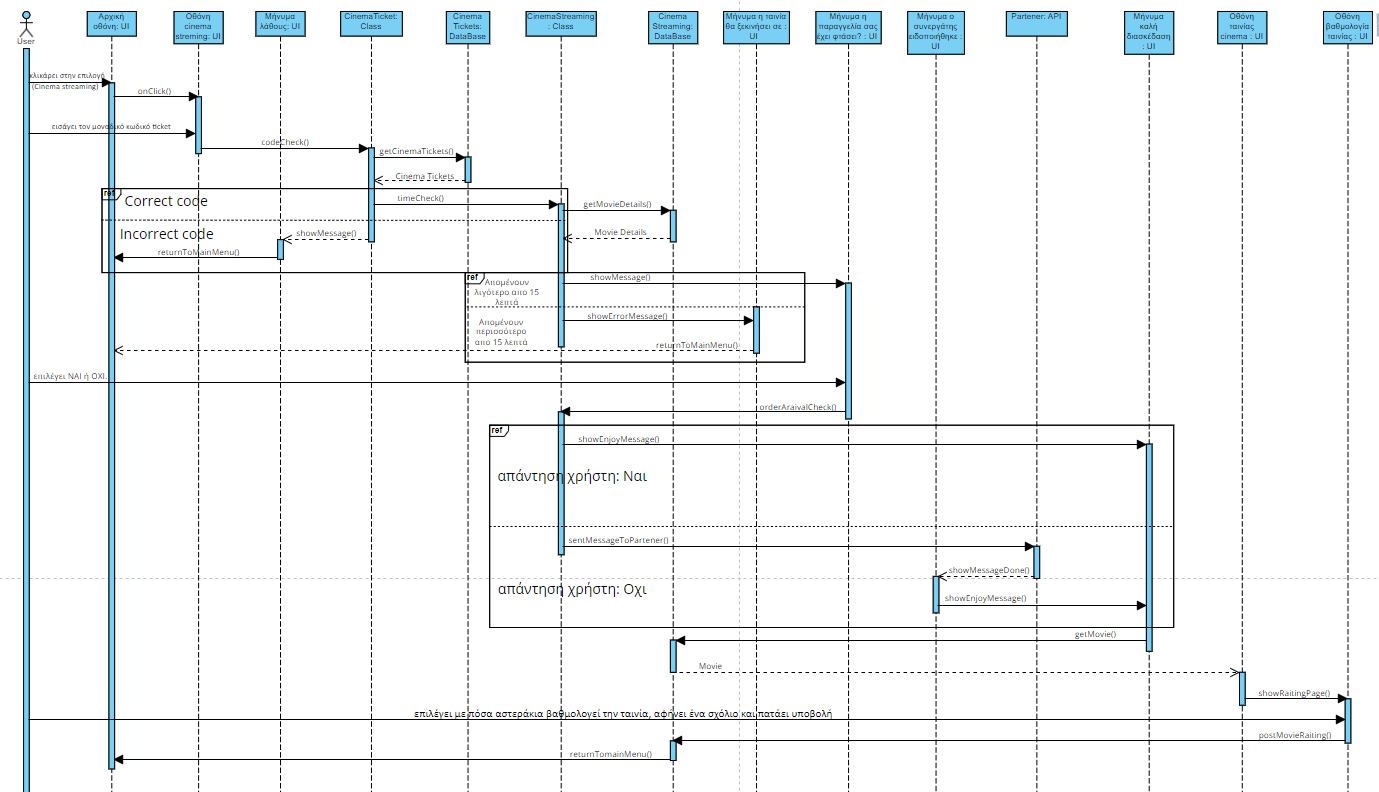 User
Αρχική
οθόνη: UI
Οθόνη
cinema
streming: UI
Μήνυμα
λάθους: UI
CinemaTicket:
Class
Cinema
Tickets:
DataBase
CinemaStreaming
: Class
Cinema
Streaming:
DataBase
Μήνυμα η ταινία
θα ξεκινήσει σε :
UI
Μήνυμα η
παραγγελία σας
έχει φτάσει? : UI
Μήνυμα ο
συνεργάτης
ειδοποιήθηκε :
UI
Partener: API
Μήνυμα
καλή
διασκέδαση
: UI
Οθόνη
ταινίας
cinema : UI
Οθόνη
βαθμολογία
ταινίας : UI
κλικάρει στην επιλογή
(Cinema streaming)
onClick()
εισάγει τον μοναδικό κωδικό ticket
codeCheck()
getCinemaTickets()
Cinema Tickets
ref
Correct code
timeCheck()
getMovieDetails()
Incorrect code
showMessage()
Movie Details
returnToMainMenu()
ref
Απομένουν
λιγότερο απο 15
λεπτά
showMessage()
Απομένουν
περισσότερο
απο 15 λεπτά
showErrorMessage()
returnToMainMenu()
επιλέγει ΝΑΙ ή ΟΧΙ.
orderAraivalCheck()
ref
showEnjoyMessage()
απάντηση χρήστη: Ναι
sentMessageToPartener()
showMessageDone()
απάντηση χρήστη: Οχι
showEnjoyMessage()
getMovie()
Movie
showRaitingPage()
επιλέγει με πόσα αστεράκια βαθμολογεί την ταινία, αφήνει ένα σχόλιο και πατάει υποβολή
postMovieRaiting()
returnTomainMenu()